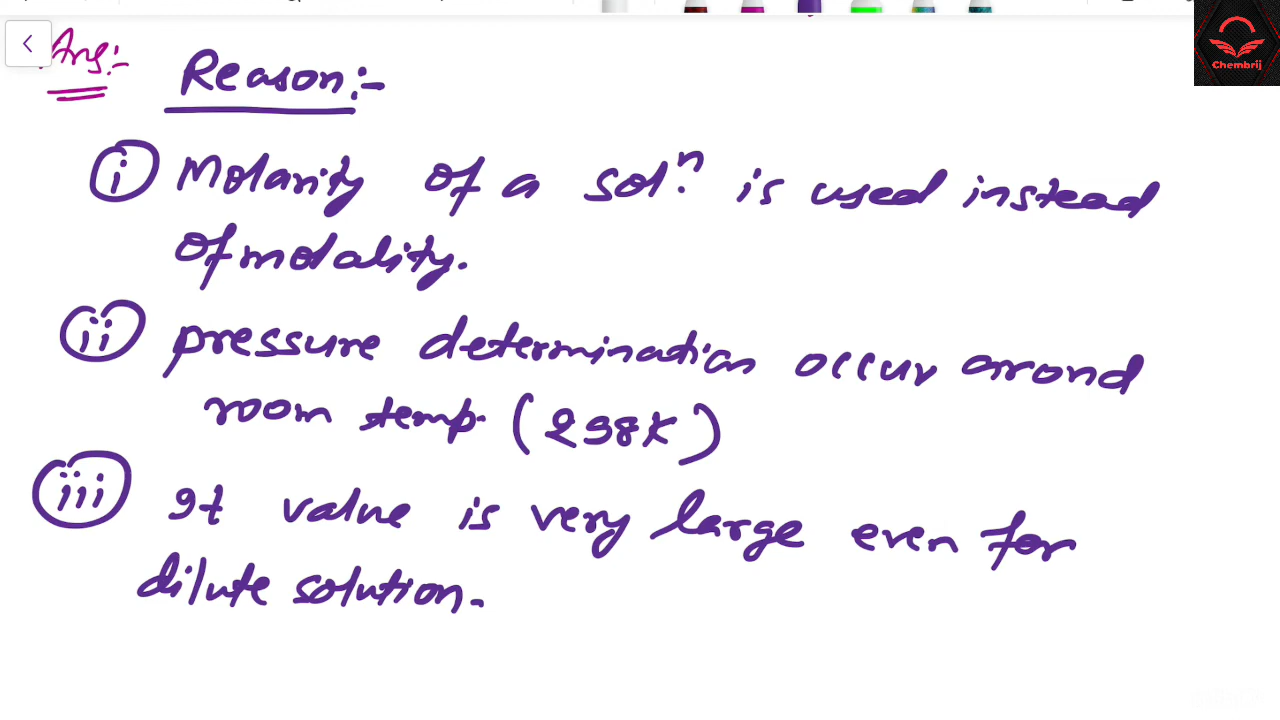 Ans:-
Chembrij
Reason:-
(i) Molarity of a solⁿ. is used instead
of molality.
(ii) pressure determination occur arrond
room temp. (298K)
(iii) It value is very large even for
dilute solution.